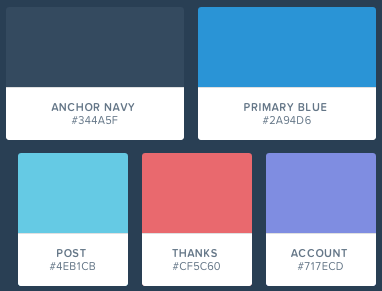 ANCHOR NAVY
#344A5F
PRIMARY BLUE
#2A94D6
POST
#4EB1CB
THANKS
#CF5C60
ACCOUNT
#717ECD